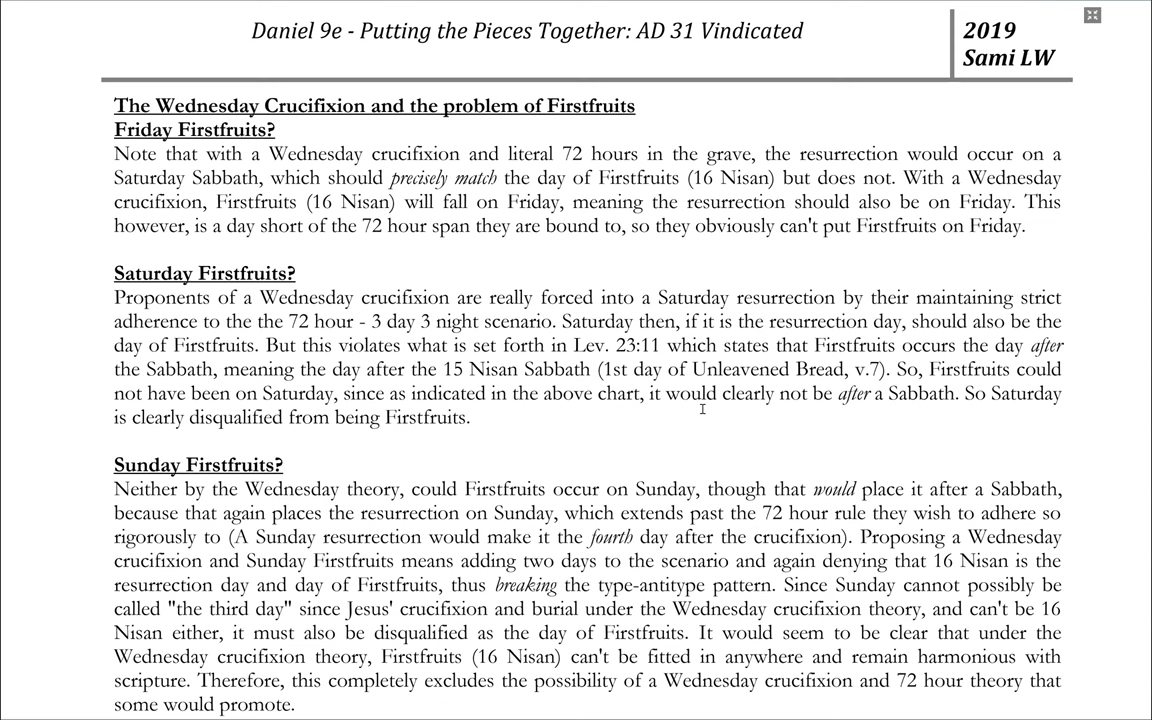 Daniel 9e - Putting the Pieces Together: AD 31 Vindicated
2019
Sami LW
The Wednesday Crucifixion and the problem of Firstfruits
Friday Firstfruits?
Note that with a Wednesday crucifixion and literal 72 hours in the grave, the resurrection would occur on a
Saturday Sabbath, which should precisely match the day of Firstfruits (16 Nisan) but does not. With a Wednesday
crucifixion, Firstfruits (16 Nisan) will fall on Friday, meaning the resurrection should also be on Friday. This
however, is a day short of the 72 hour span they are bound to, so they obviously can't put Firstfruits on Friday.
Saturday Firstfruits?
Proponents of a Wednesday crucifixion are really forced into a Saturday resurrection by their maintaining strict
adherence to the the 72 hour - 3 day 3 night scenario. Saturday then, if it is the resurrection day, should also be the
day of Firstfruits. But this violates what is set forth in Lev. 23:11 which states that Firstfruits occurs the day after
the Sabbath, meaning the day after the 15 Nisan Sabbath (1st day of Unleavened Bread, v.7). So, Firstfruits could
not have been on Saturday, since as indicated in the above chart, it would clearly not be after a Sabbath. So Saturday
is clearly disqualified from being Firstfruits.
Sunday Firstfruits?
Neither by the Wednesday theory, could Firstfruits occur on Sunday, though that would place it after a Sabbath,
because that again places the resurrection on Sunday, which extends past the 72 hour rule they wish to adhere so
rigorously to (A Sunday resurrection would make it the fourth day after the crucifixion). Proposing a Wednesday
crucifixion and Sunday Firstfruits means adding two days to the scenario and again denying that 16 Nisan is the
resurrection day and day of Firstfruits, thus breaking the type-antitype pattern. Since Sunday cannot possibly be
called "the third day" since Jesus' crucifixion and burial under the Wednesday crucifixion theory, and can't be 16
Nisan either, it must also be disqualified as the day of Firstfruits. It would seem to be clear that under the
Wednesday crucifixion theory, Firstfruits (16 Nisan) can't be fitted in anywhere and remain harmonious with
scripture. Therefore, this completely excludes the possibility of a Wednesday crucifixion and 72 hour theory that
some would promote.